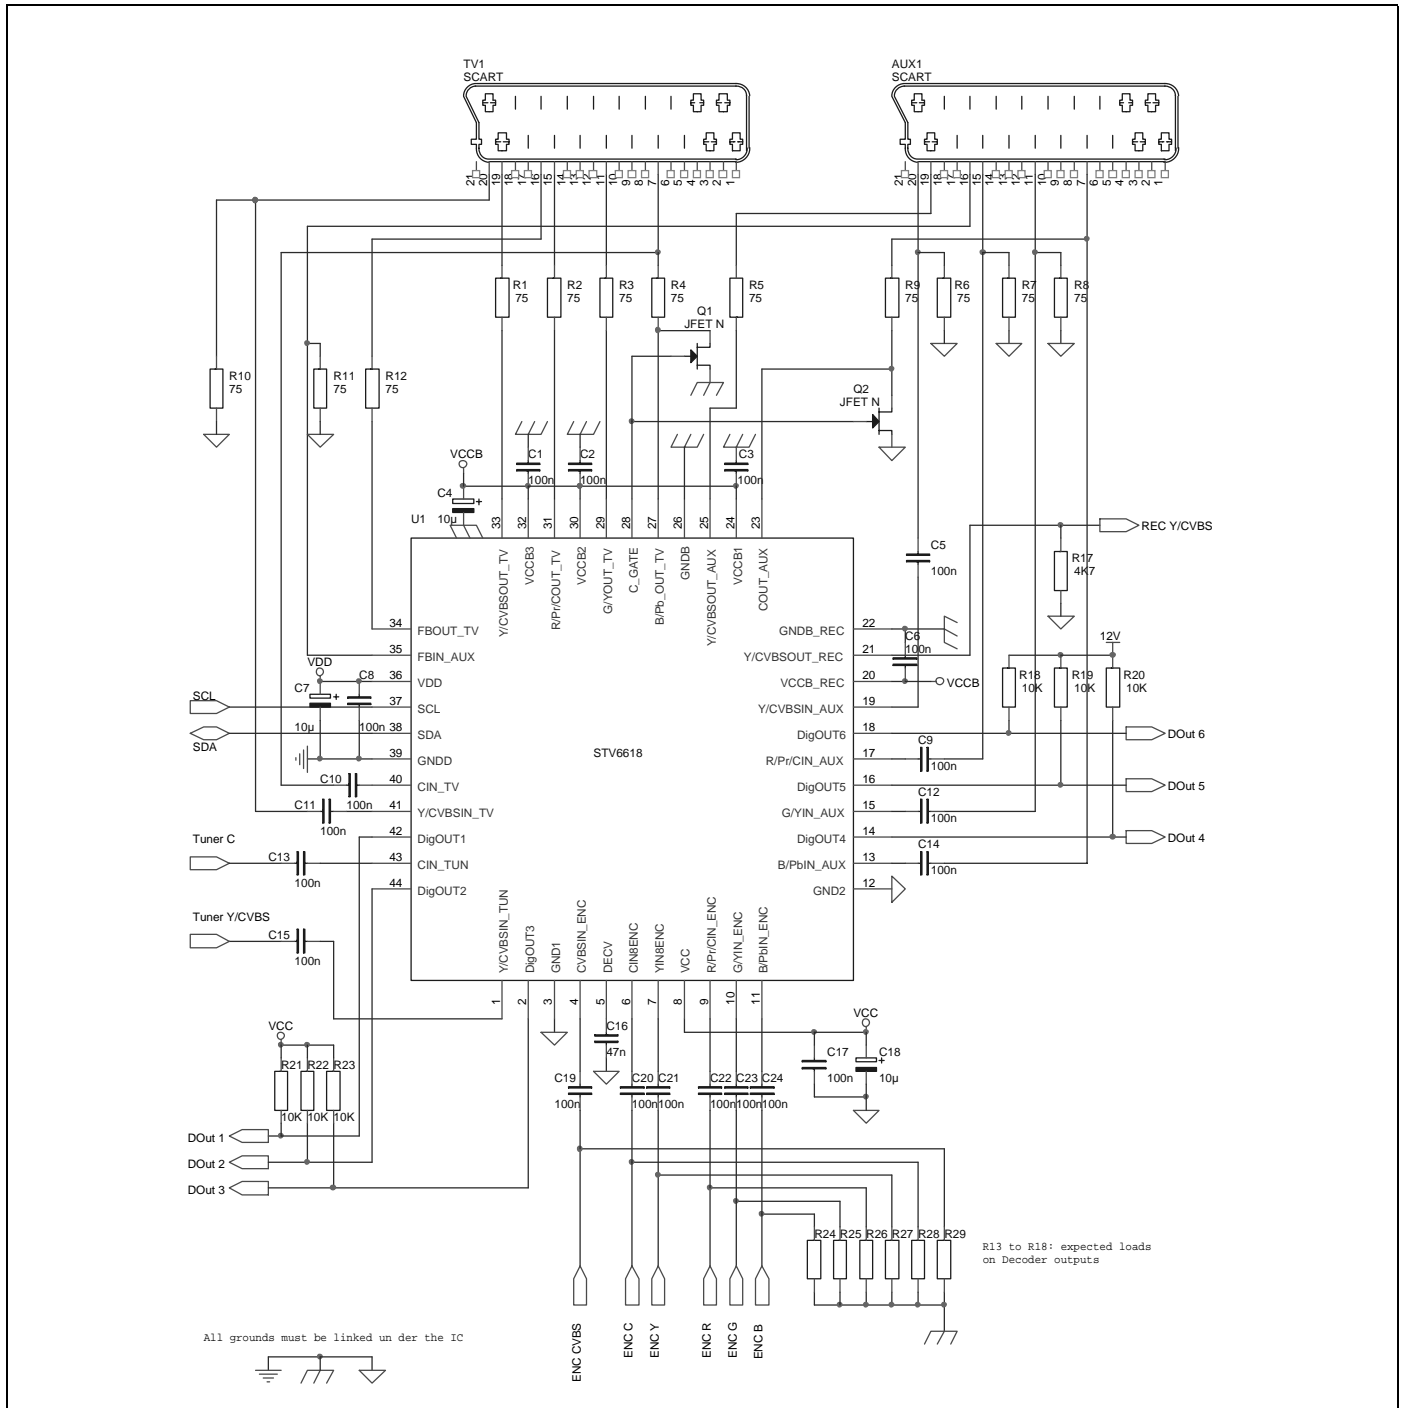 TV1
SCART
AUX1
SCART
21 20 19 18 17 16 15 14 13 12 11 10 9 8 7 6 5 4 3 2 1
21 20 19 18 17 16 15 14 13 12 11 10 9 8 7 6 5 4 3 2 1
R1
75
R2
75
R3
75
R4
75
R5
75
R9
75
R6
75
R7
75
R8
75
Q1
JFET N
Q2
JFET N
R10
75
R11
75
R12
75
VCCB
C1
100n
C2
100n
C3
100n
C4
+
10µ
U1
33 32 31 30 29 28 27 26 25 24 23
Y/CVBSOUT_TV
VCCB3
R/Pr/COUT_TV
VCCB2
G/YOUT_TV
C_GATE
B/Pb_OUT_TV
GNDB
Y/CVBSOUT_AUX
VCCB1
COUT_AUX
C5
100n
REC Y/CVBS
R17
4K7
34 FBOUT_TV
35 FBIN_AUX
36 VDD
37 SCL
38 SDA
39 GNDD
40 CIN_TV
41 Y/CVBSIN_TV
42 DigOUT1
43 CIN_TUN
44 DigOUT2
STV6618
GNDB_REC 22
Y/CVBSOUT_REC 21
VCCB_REC 20
Y/CVBSIN_AUX 19
DigOUT6 18
R/Pr/CIN_AUX 17
DigOUT5 16
G/YIN_AUX 15
DigOUT4 14
B/PbIN_AUX 13
GND2 12
C6
100n
VCCB
12V
R18
10K
R19
10K
R20
10K
DOut 6
C9
100n
DOut 5
C12
100n
DOut 4
C14
100n
VDD
C7
+
10µ
C8
100n
SCL
SDA
C10
100n
C11
100n
Tuner C
C13
100n
Tuner Y/CVBS
C15
100n
Y/CVBSIN_TUN
DigOUT3
GND1
CVBSIN_ENC
DECV
CIN8ENC
YIN8ENC
VCC
R/Pr/CIN_ENC
G/YIN_ENC
B/PbIN_ENC
1 2 3 4 5 6 7 8 9 10 11
VCC
R21
10K
R22
10K
R23
10K
DOut 1
DOut 2
DOut 3
C16
47n
C19
100n
C20
100n
C21
100n
C22
100n
C23
100n
C24
100n
C17
100n
VCC
C18
+
10µ
R24 R25 R26 R27 R28 R29
R13 to R18: expected loads
on Decoder outputs
ENC CVBS
ENC C
ENC Y
ENC R
ENC G
ENC B
All grounds must be linked un der the IC